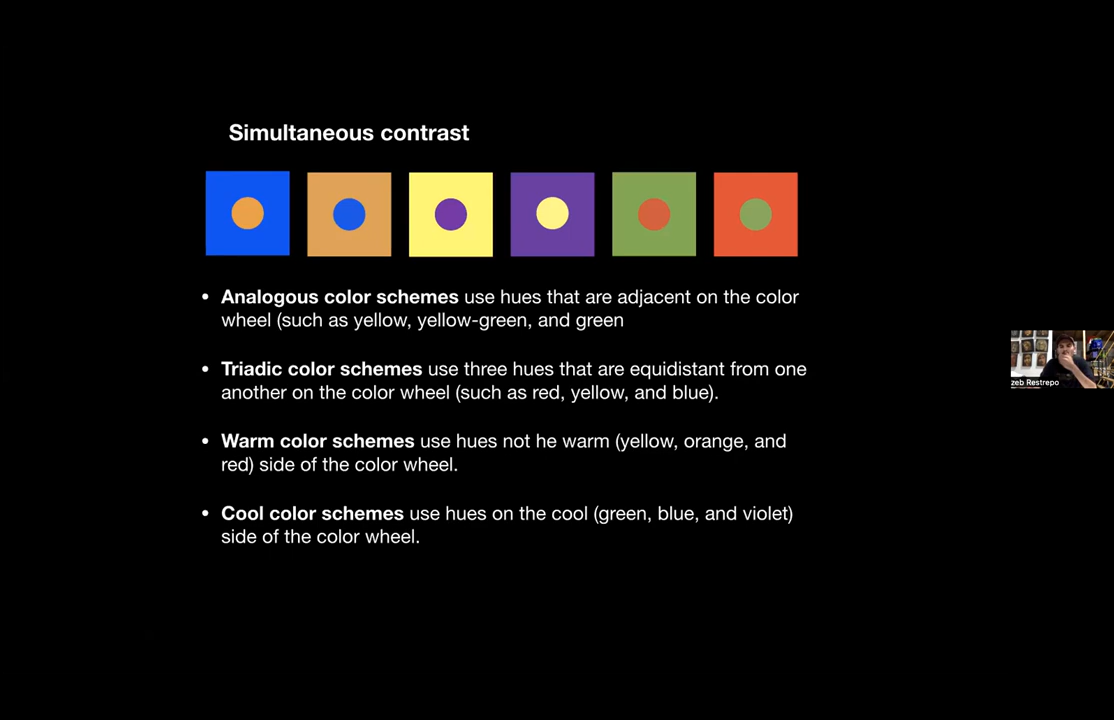 Simultaneous contrast
• Analogous color schemes use hues that are adjacent on the color
wheel (such as yellow, yellow-green, and green
• Triadic color schemes use three hues that are equidistant from one
another on the color wheel (such as red, yellow, and blue).
• Warm color schemes use hues not he warm (yellow, orange, and
red) side of the color wheel.
• Cool color schemes use hues on the cool (green, blue, and violet)
side of the color wheel.
zeb Restrepo